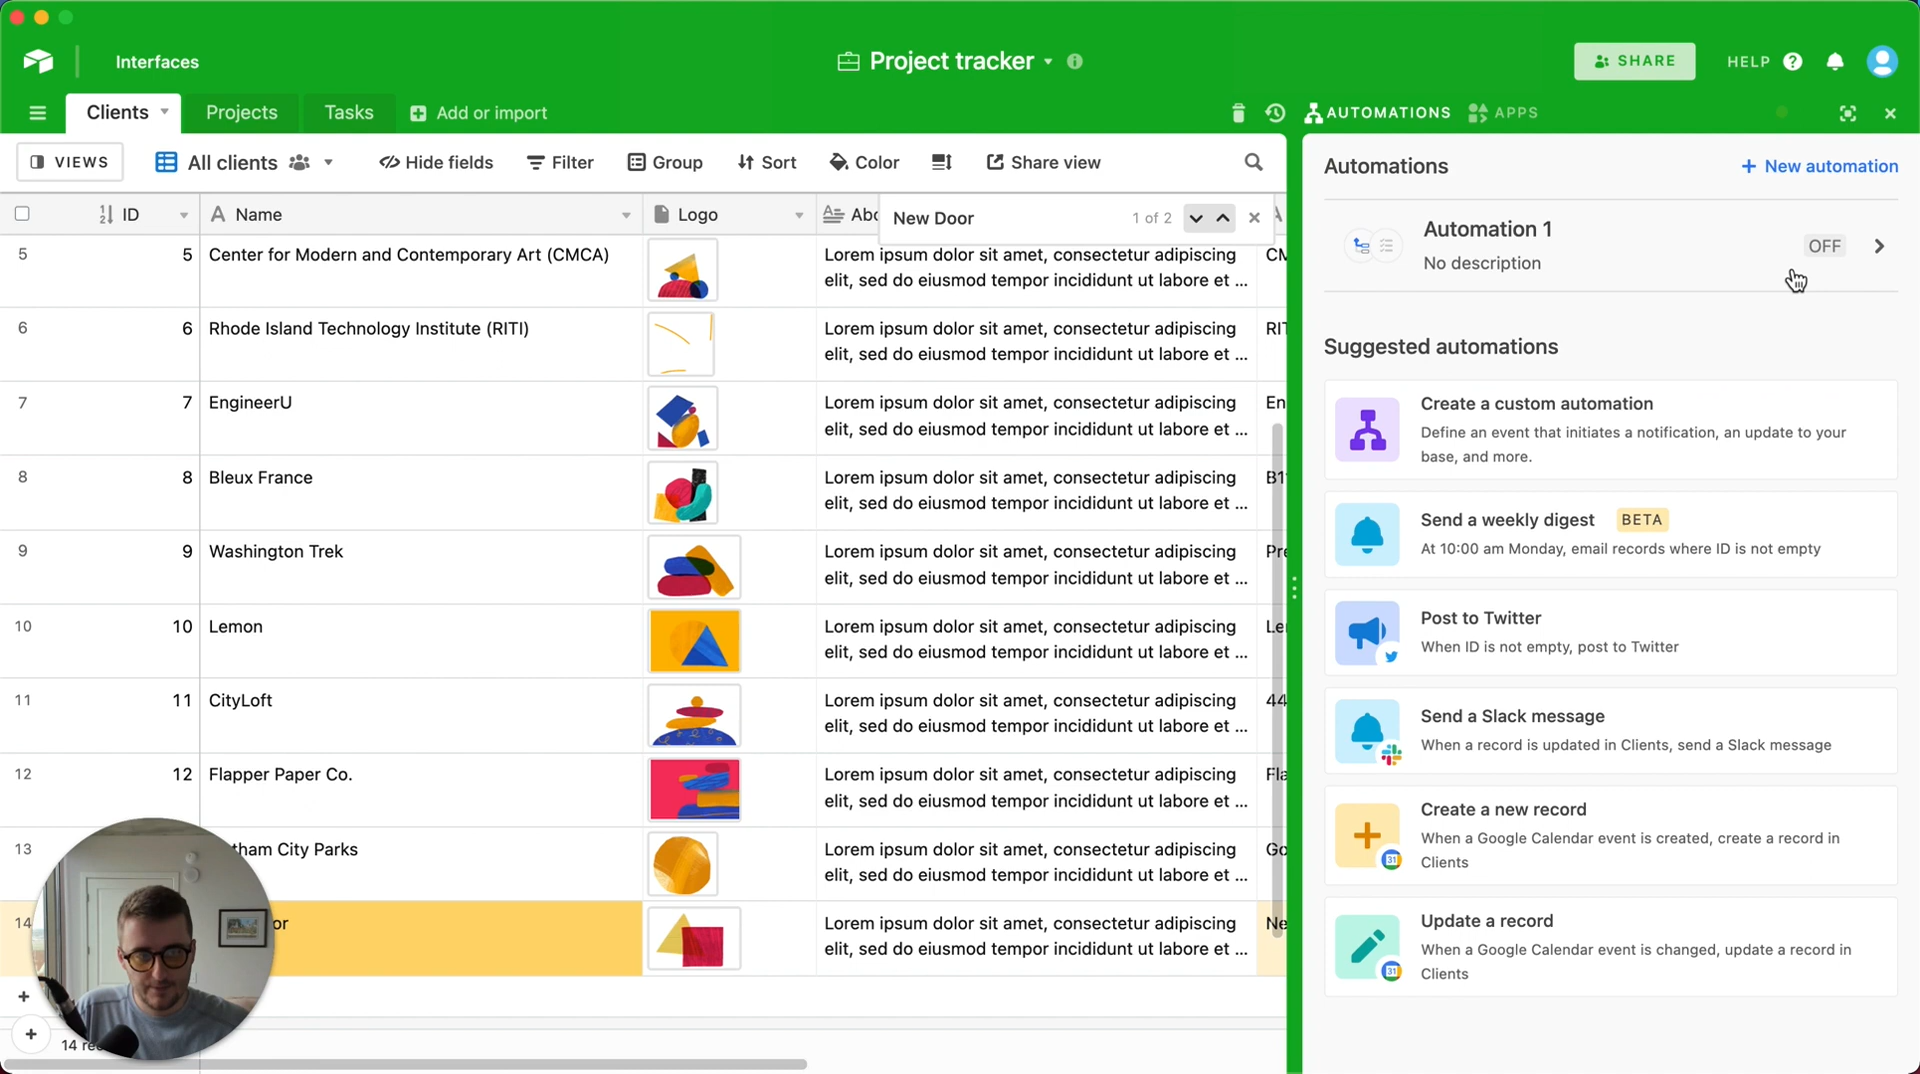 Interfaces
Project tracker
SHARE
HELP
Clients
Projects
Tasks
Add or import
AUTOMATIONS
APPS
VIEWS
All clients
Hide fields
Filter
Group
Sort
Color
Share view
Automations
+ New automation
ID
Name
Logo
Abo
New Door
1 of 2
5 5 Center for Modern and Contemporary Art (CMCA)
Lorem ipsum dolor sit amet, consectetur adipiscing
elit, sed do eiusmod tempor incididunt ut labore et ...
CM
6 6 Rhode Island Technology Institute (RITI)
Lorem ipsum dolor sit amet, consectetur adipiscing
elit, sed do eiusmod tempor incididunt ut labore et ...
RIT
7 7 EngineerU
Lorem ipsum dolor sit amet, consectetur adipiscing
elit, sed do eiusmod tempor incididunt ut labore et ...
En
8 8 Bleux France
Lorem ipsum dolor sit amet, consectetur adipiscing
elit, sed do eiusmod tempor incididunt ut labore et ...
B1
9 9 Washington Trek
Lorem ipsum dolor sit amet, consectetur adipiscing
elit, sed do eiusmod tempor incididunt ut labore et ...
Pre
10 10 Lemon
Lorem ipsum dolor sit amet, consectetur adipiscing
elit, sed do eiusmod tempor incididunt ut labore et ...
Le
11 11 CityLoft
Lorem ipsum dolor sit amet, consectetur adipiscing
elit, sed do eiusmod tempor incididunt ut labore et ...
44
12 12 Flapper Paper Co.
Lorem ipsum dolor sit amet, consectetur adipiscing
elit, sed do eiusmod tempor incididunt ut labore et ...
Fla
13 tham City Parks
Lorem ipsum dolor sit amet, consectetur adipiscing
elit, sed do eiusmod tempor incididunt ut labore et ...
Go
14 or
Lorem ipsum dolor sit amet, consectetur adipiscing
elit, sed do eiusmod tempor incididunt ut labore et ...
Ne
+
+
14 re
Automation 1
No description
OFF
Suggested automations
Create a custom automation
Define an event that initiates a notification, an update to your
base, and more.
Send a weekly digest BETA
At 10:00 am Monday, email records where ID is not empty
Post to Twitter
When ID is not empty, post to Twitter
Send a Slack message
When a record is updated in Clients, send a Slack message
Create a new record
When a Google Calendar event is created, create a record in
Clients
31
Update a record
When a Google Calendar event is changed, update a record in
Clients
31